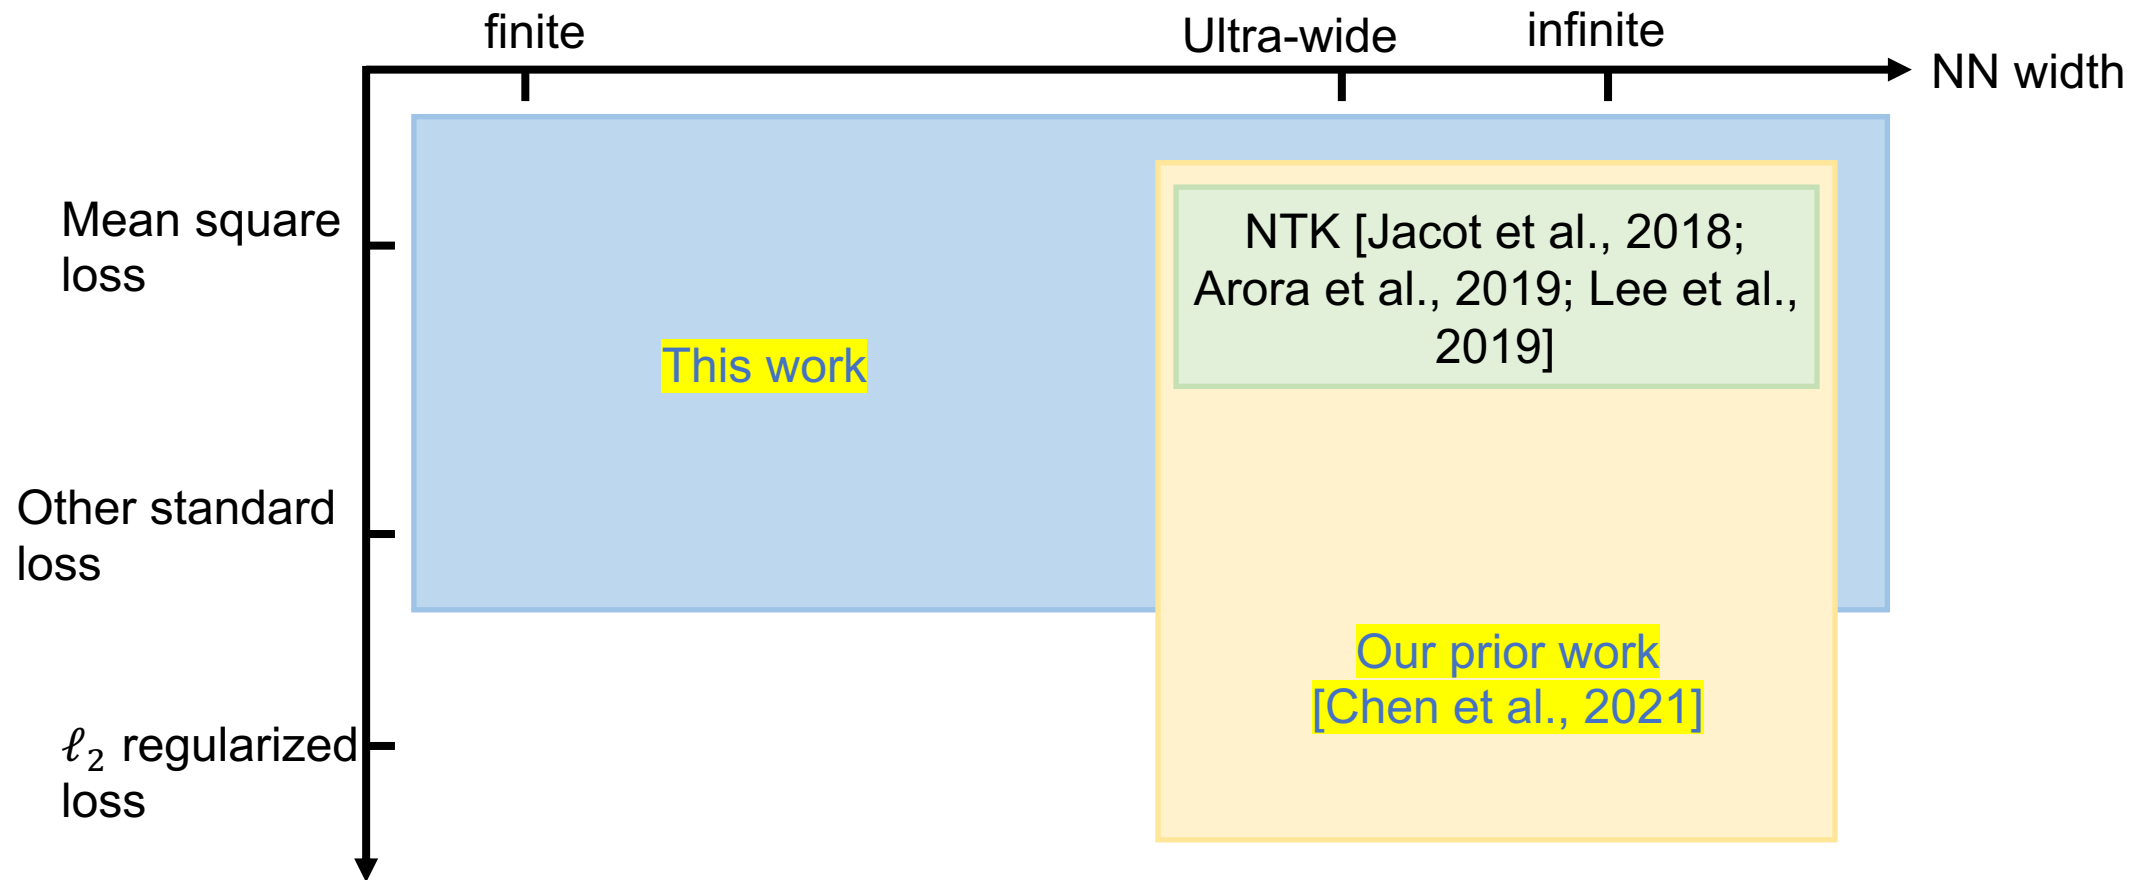 finite
Ultra-wide
infinite
NN width
Mean square
loss
NTK [Jacot et al., 2018;
Arora et al., 2019; Lee et al.,
2019]
This work
Other standard
loss
Our prior work
[Chen et al., 2021]
ℓ₂ regularized
loss